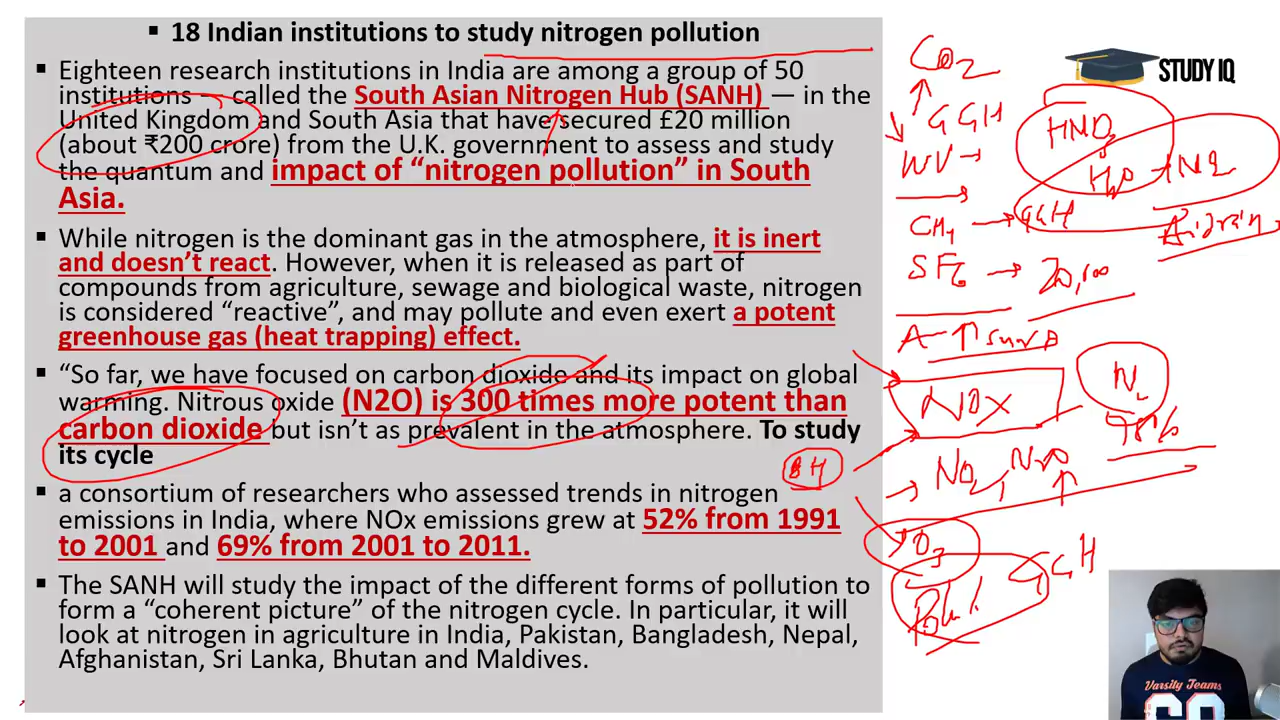 ▪ 18 Indian institutions to study nitrogen pollution
▪ Eighteen research institutions in India are among a group of 50
institutions — called the South Asian Nitrogen Hub (SANH) — in the
United Kingdom and South Asia that have secured £20 million
(about ₹200 crore) from the U.K. government to assess and study
the quantum and impact of “nitrogen pollution” in South
Asia.
▪ While nitrogen is the dominant gas in the atmosphere, it is inert
and doesn’t react. However, when it is released as part of
compounds from agriculture, sewage and biological waste, nitrogen
is considered “reactive”, and may pollute and even exert a potent
greenhouse gas (heat trapping) effect.
▪ “So far, we have focused on carbon dioxide and its impact on global
warming. Nitrous oxide (N2O) is 300 times more potent than
carbon dioxide but isn’t as prevalent in the atmosphere. To study
its cycle
▪ a consortium of researchers who assessed trends in nitrogen
emissions in India, where NOx emissions grew at 52% from 1991
to 2001 and 69% from 2001 to 2011.
▪ The SANH will study the impact of the different forms of pollution to
form a “coherent picture” of the nitrogen cycle. In particular, it will
look at nitrogen in agriculture in India, Pakistan, Bangladesh, Nepal,
Afghanistan, Sri Lanka, Bhutan and Maldives.
STUDY IQ
CO2
GGH
HNO3
WV →
CH4 → GGH
SF6 →
NOX
N2
78%
NO2, N2O
O3
GGH
Varsity Teams